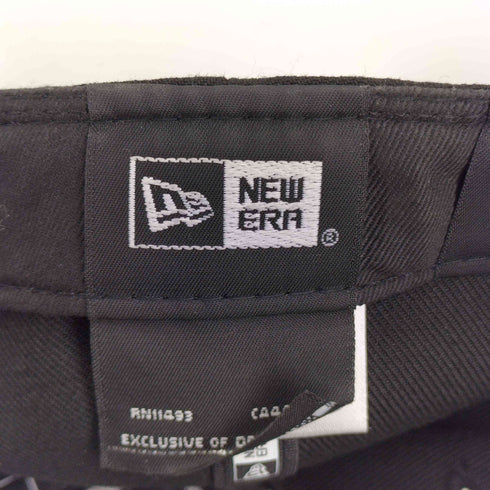 NEW
ERA®
RN11493
EXCLUSIVE OF